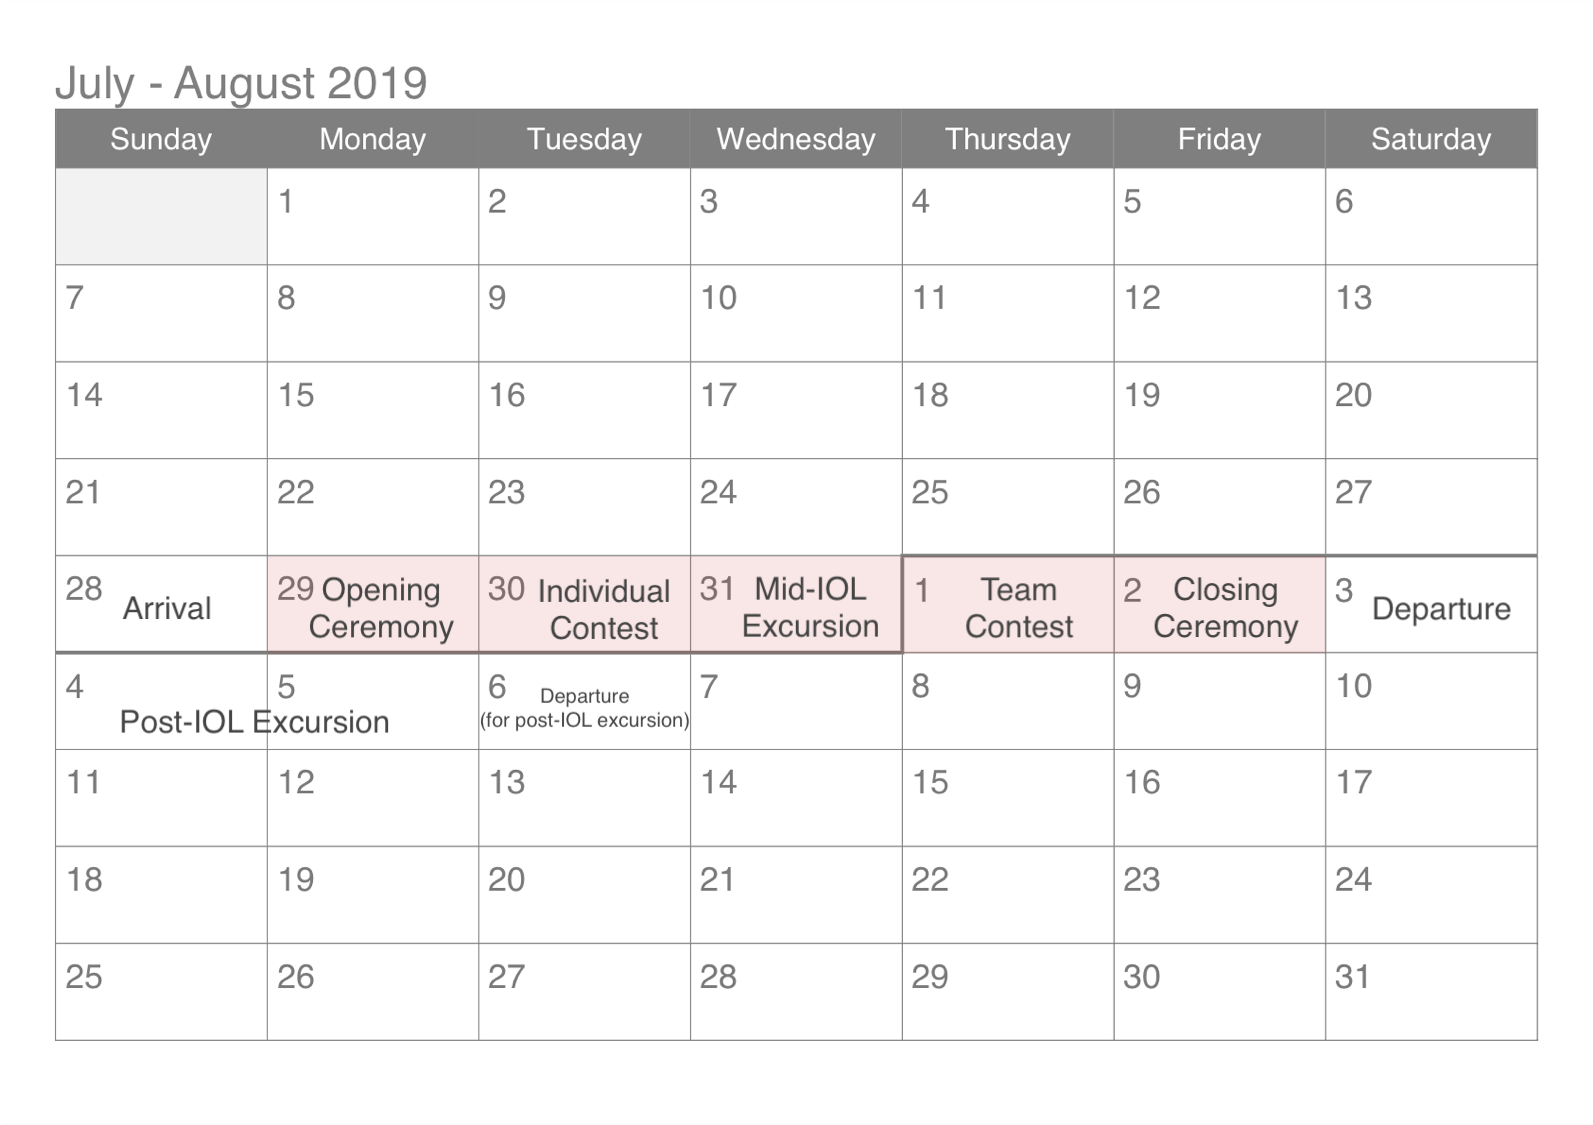 July - August 2019
Sunday Monday Tuesday Wednesday Thursday Friday Saturday
1 2 3 4 5 6
7 8 9 10 11 12 13
14 15 16 17 18 19 20
21 22 23 24 25 26 27
28 Arrival
29 Opening
Ceremony
30 Individual
Contest
31 Mid-IOL
Excursion
1 Team
Contest
2 Closing
Ceremony
3 Departure
4 5
Post-IOL Excursion
6 Departure
(for post-IOL excursion)
7 8 9 10
11 12 13 14 15 16 17
18 19 20 21 22 23 24
25 26 27 28 29 30 31